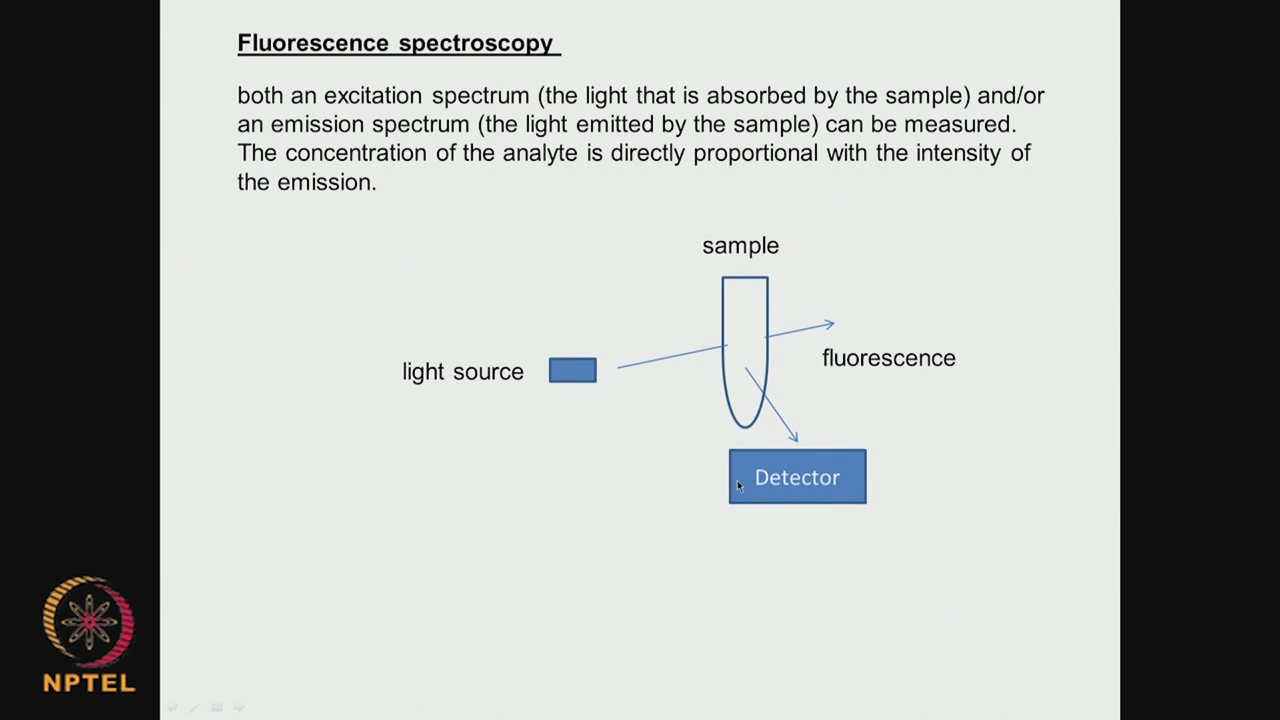 Fluorescence spectroscopy
both an excitation spectrum (the light that is absorbed by the sample) and/or
an emission spectrum (the light emitted by the sample) can be measured.
The concentration of the analyte is directly proportional with the intensity of
the emission.
sample
light source
fluorescence
Detector
NPTEL